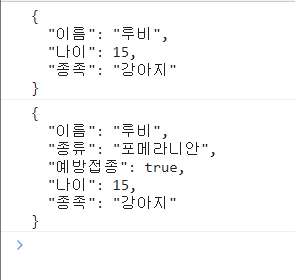 {
"이름": "루비",
"나이": 15,
"종족": "강아지"
}
{
"이름": "루비",
"종류": "포메라니안",
"예방접종": true,
"나이": 15,
"종족": "강아지"
}
>